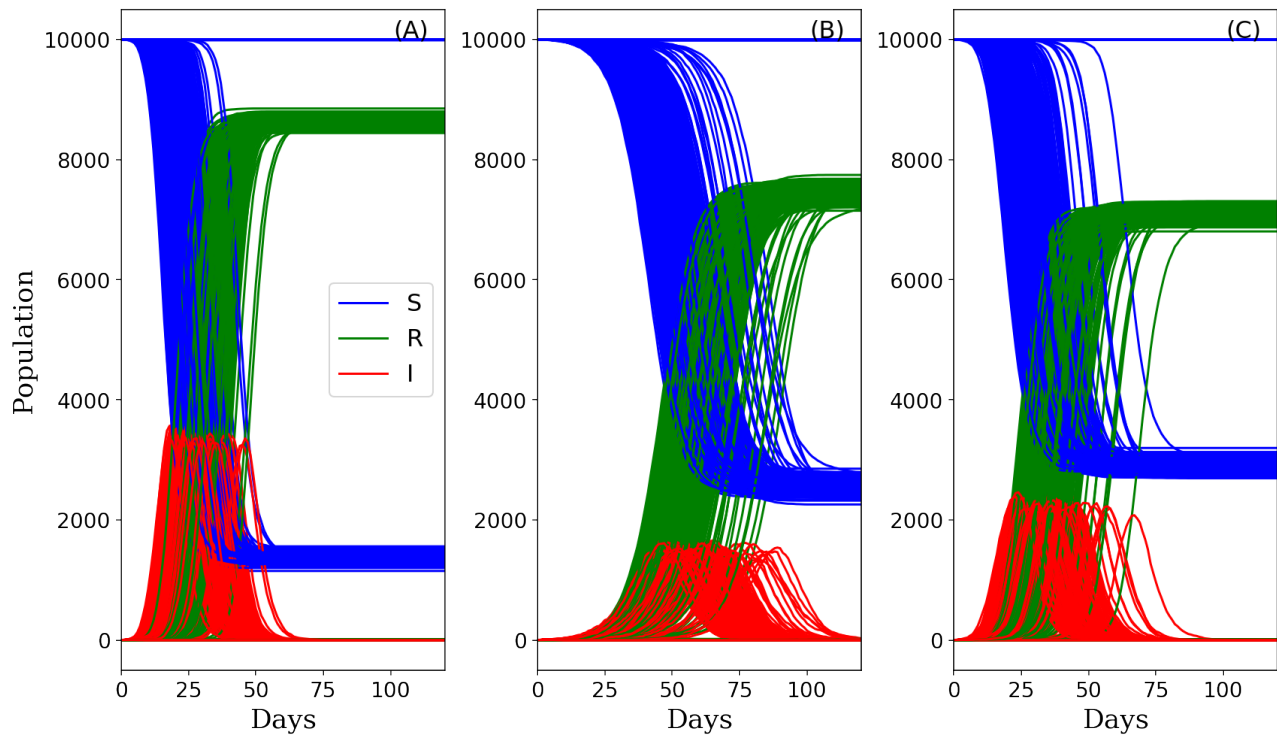 (A) (B) (C)
10000 10000 10000
8000 8000 8000
6000 6000 6000
4000 4000 4000
2000 2000 2000
0 0 0
Population
S
R
I
0 25 50 75 100 0 25 50 75 100 0 25 50 75 100
Days Days Days